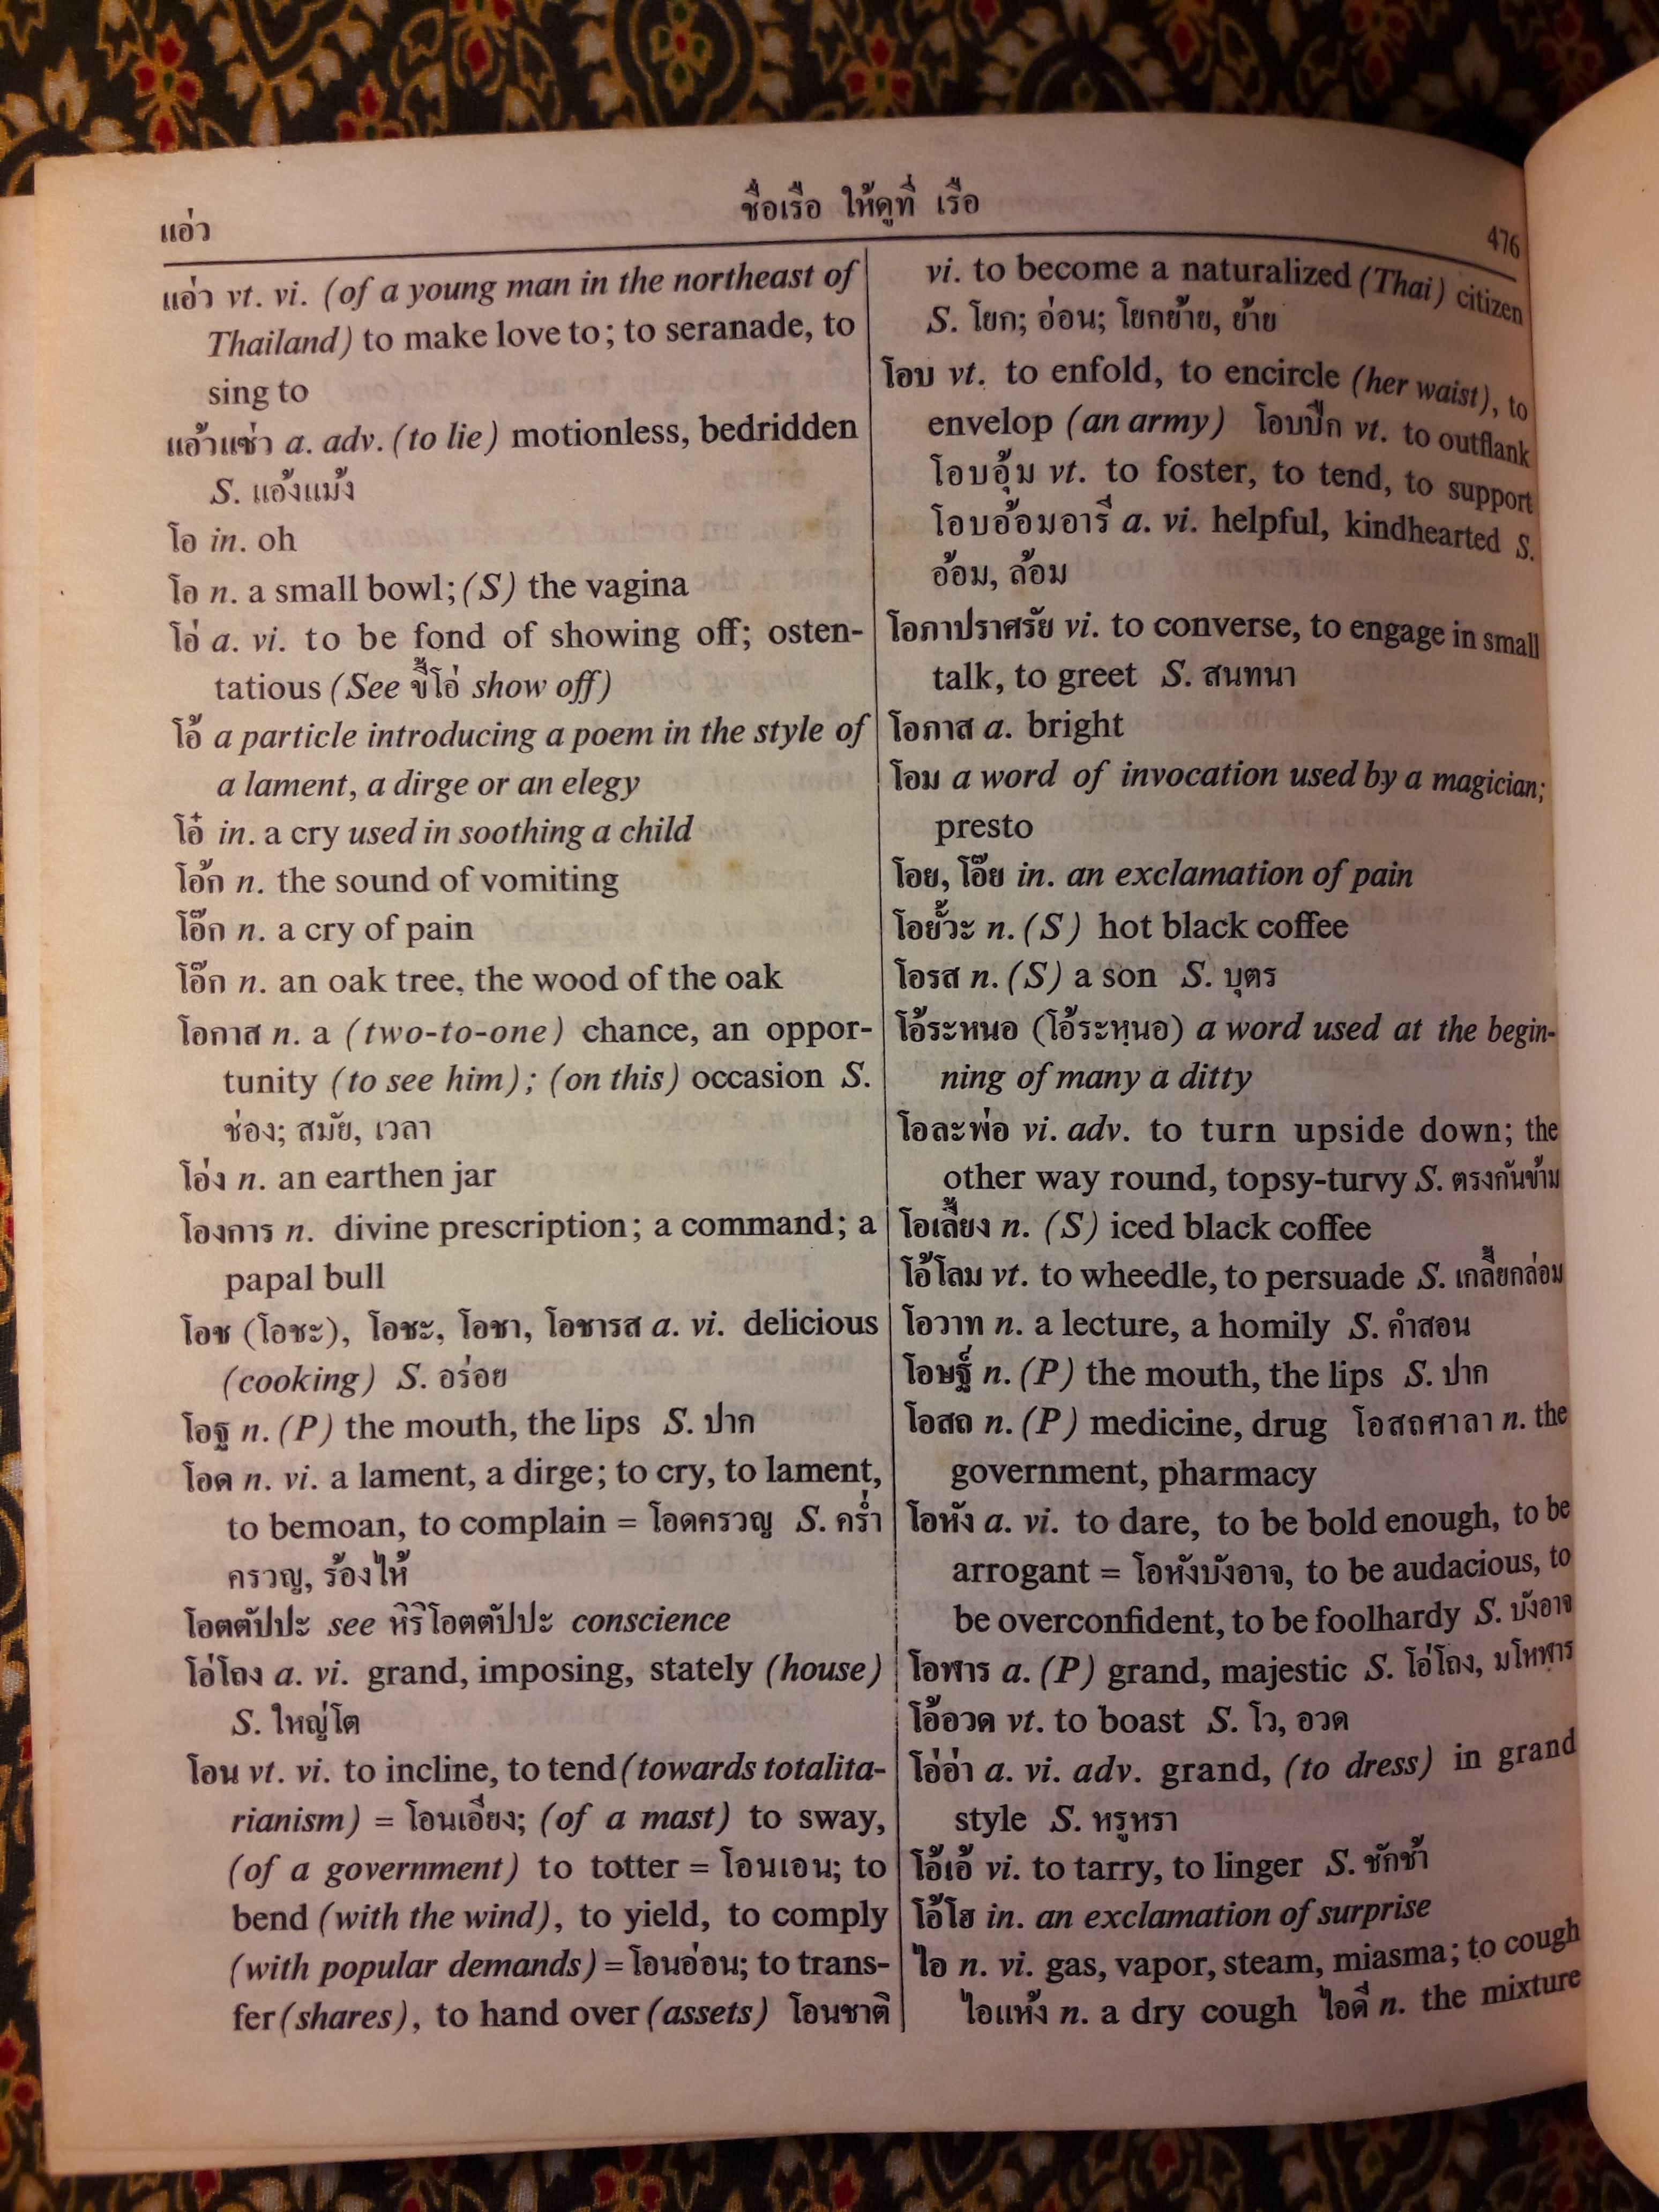 แอ่ว
ชื่อเรือ ให้ดูที่ เรือ
476
แอ่ว vt. vi. (of a young man in the northeast of
Thailand) to make love to; to seranade, to
sing to
แอ้วแซ่ว a. adv. (to lie) motionless, bedridden
S. แอ้งแม้ง
โอ in. oh
โอ n. a small bowl; (S) the vagina
โอ่ a. vi. to be fond of showing off; osten-
tatious (See ขี้โอ่ show off)
โอ้ a particle introducing a poem in the style of
a lament, a dirge or an elegy
โอ๋ in. a cry used in soothing a child
โอ้ก n. the sound of vomiting
โอ๊ก n. a cry of pain
โอ๊ก n. an oak tree, the wood of the oak
โอกาส n. a (two-to-one) chance, an oppor-
tunity (to see him); (on this) occasion S.
ช่อง; สมัย, เวลา
โอ่ง n. an earthen jar
โองการ n. divine prescription; a command; a
papal bull
โอช (โอชะ), โอชะ, โอชา, โอชารส a. vi. delicious
(cooking) S. อร่อย
โอฐ n. (P) the mouth, the lips S. ปาก
โอด n. vi. a lament, a dirge; to cry, to lament,
to bemoan, to complain = โอดครวญ S. คร่ำ
ครวญ, ร้องไห้
โอตตัปปะ see หิริโอตตัปปะ conscience
โอ่โถง a. vi. grand, imposing, stately (house)
S. ใหญ่โต
โอน vt. vi. to incline, to tend (towards totalita-
rianism) = โอนเอียง; (of a mast) to sway,
(of a government) to totter = โอนเอน; to
bend (with the wind), to yield, to comply
(with popular demands) = โอนอ่อน; to trans-
fer (shares), to hand over (assets) โอนชาติ
vi. to become a naturalized (Thai) citizen
S. โยก; อ่อน; โยกย้าย, ย้าย
โอบ vt. to enfold, to encircle (her waist), to
envelop (an army) โอบปีก vt. to outflank
โอบอุ้ม vt. to foster, to tend, to support
โอบอ้อมอารี a. vi. helpful, kindhearted S.
อ้อม, ล้อม
โอภาปราศรัย vi. to converse, to engage in small
talk, to greet S. สนทนา
โอภาส a. bright
โอม a word of invocation used by a magician;
presto
โอย, โอ๊ย in. an exclamation of pain
โอยั้วะ n. (S) hot black coffee
โอรส n. (S) a son S. บุตร
โอ้ระหนอ (โอ้ระหฺนอ) a word used at the begin-
ning of many a ditty
โอละพ่อ vi. adv. to turn upside down; the
other way round, topsy-turvy S. ตรงกันข้าม
โอเลี้ยง n. (S) iced black coffee
โอ้โลม vt. to wheedle, to persuade S. เกลี้ยกล่อม
โอวาท n. a lecture, a homily S. คำสอน
โอษฐ์ n. (P) the mouth, the lips S. ปาก
โอสถ n. (P) medicine, drug โอสถศาลา n. the
government, pharmacy
โอหัง a. vi. to dare, to be bold enough, to be
arrogant = โอหังบังอาจ, to be audacious, to
be overconfident, to be foolhardy S. บังอาจ
โอฬาร a. (P) grand, majestic S. โอ่โถง, มโหฬาร
โอ้อวด vt. to boast S. โว, อวด
โอ่อ่า a. vi. adv. grand, (to dress) in grand
style S. หรูหรา
โอ้เอ้ vi. to tarry, to linger S. ชักช้า
โอ้โฮ in. an exclamation of surprise
ไอ n. vi. gas, vapor, steam, miasma; to cough
ไอแห้ง n. a dry cough ไอดี n. the mixture